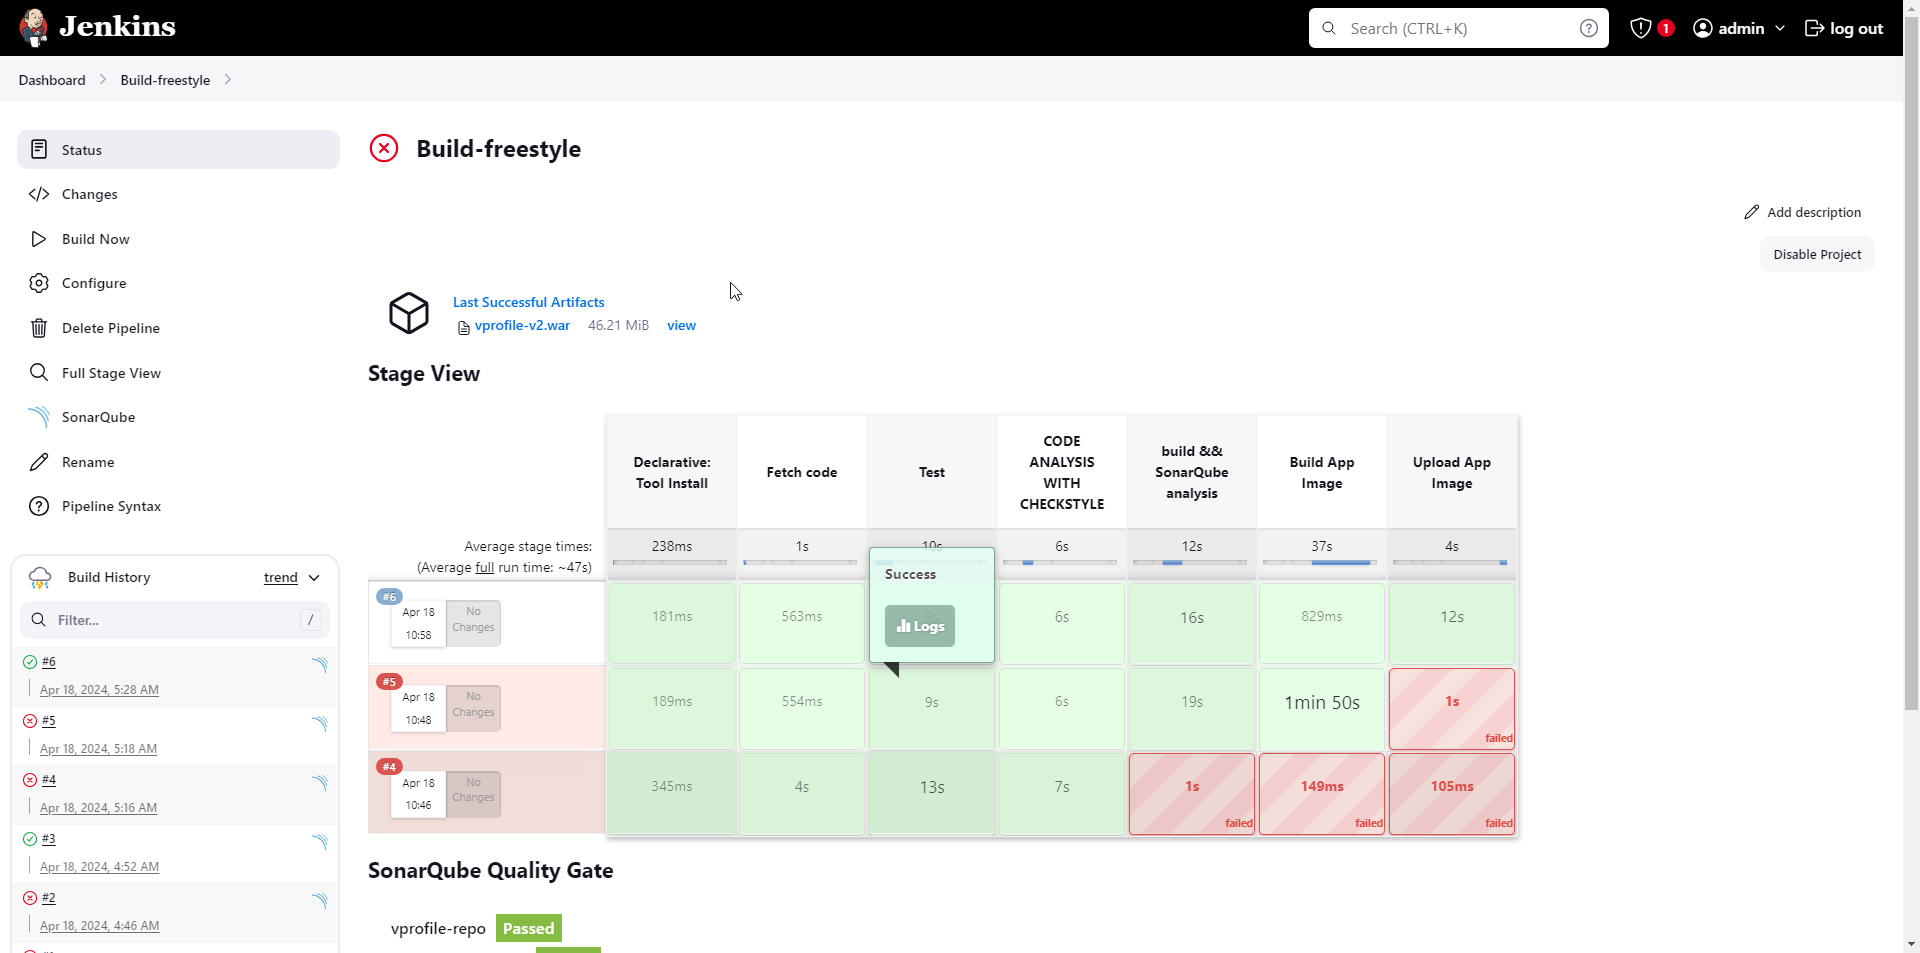 Jenkins
Search (CTRL+K)
1
admin
log out
Dashboard
Build-freestyle
Status
Changes
Build Now
Configure
Delete Pipeline
Full Stage View
SonarQube
Rename
Pipeline Syntax
Build History
trend
Filter...
/
#6
Apr 18, 2024, 5:28 AM
#5
Apr 18, 2024, 5:18 AM
#4
Apr 18, 2024, 5:16 AM
#3
Apr 18, 2024, 4:52 AM
#2
Apr 18, 2024, 4:46 AM
Build-freestyle
Add description
Disable Project
Last Successful Artifacts
vprofile-v2.war 46.21 MiB view
Stage View
Declarative: Tool Install
Fetch code
Test
CODE ANALYSIS WITH CHECKSTYLE
build && SonarQube analysis
Build App Image
Upload App Image
Average stage times:
(Average full run time: ~47s)
238ms 1s 10s 6s 12s 37s 4s
#6
Apr 18
10:58
No Changes
181ms 563ms 9s 6s 16s 829ms 12s
Success
Logs
#5
Apr 18
10:48
No Changes
189ms 554ms 9s 6s 19s 1min 50s 1s
failed
#4
Apr 18
10:46
No Changes
345ms 4s 13s 7s 1s 149ms 105ms
failed failed failed
SonarQube Quality Gate
vprofile-repo Passed